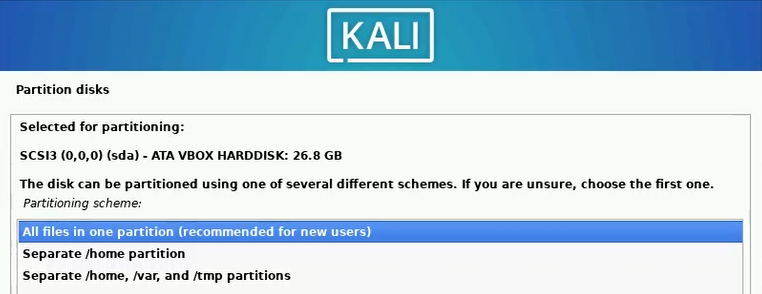 KALI
Partition disks
Selected for partitioning:
SCSI3 (0,0,0) (sda) - ATA VBOX HARDDISK: 26.8 GB
The disk can be partitioned using one of several different schemes. If you are unsure, choose the first one.
Partitioning scheme:
All files in one partition (recommended for new users)
Separate /home partition
Separate /home, /var, and /tmp partitions